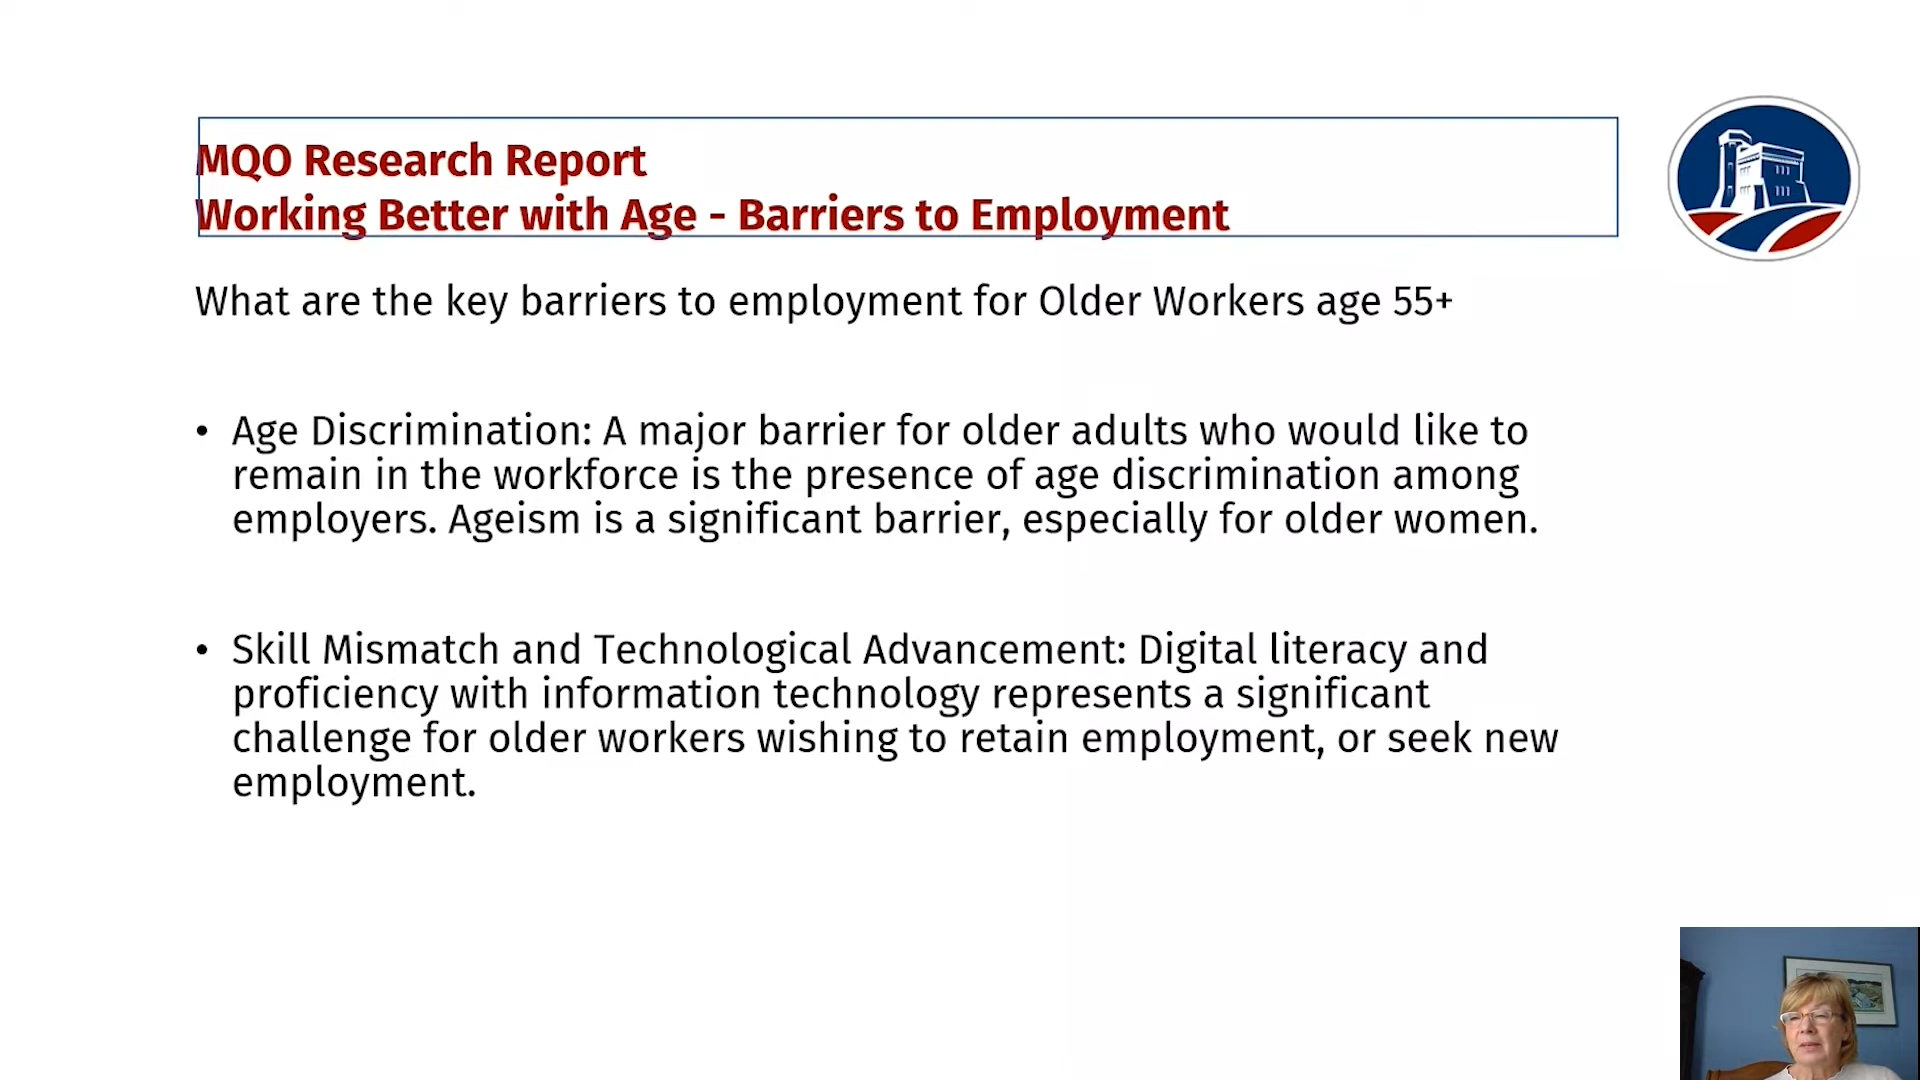 MQO Research Report
Working Better with Age - Barriers to Employment
What are the key barriers to employment for Older Workers age 55+
• Age Discrimination: A major barrier for older adults who would like to
remain in the workforce is the presence of age discrimination among
employers. Ageism is a significant barrier, especially for older women.
• Skill Mismatch and Technological Advancement: Digital literacy and
proficiency with information technology represents a significant
challenge for older workers wishing to retain employment, or seek new
employment.